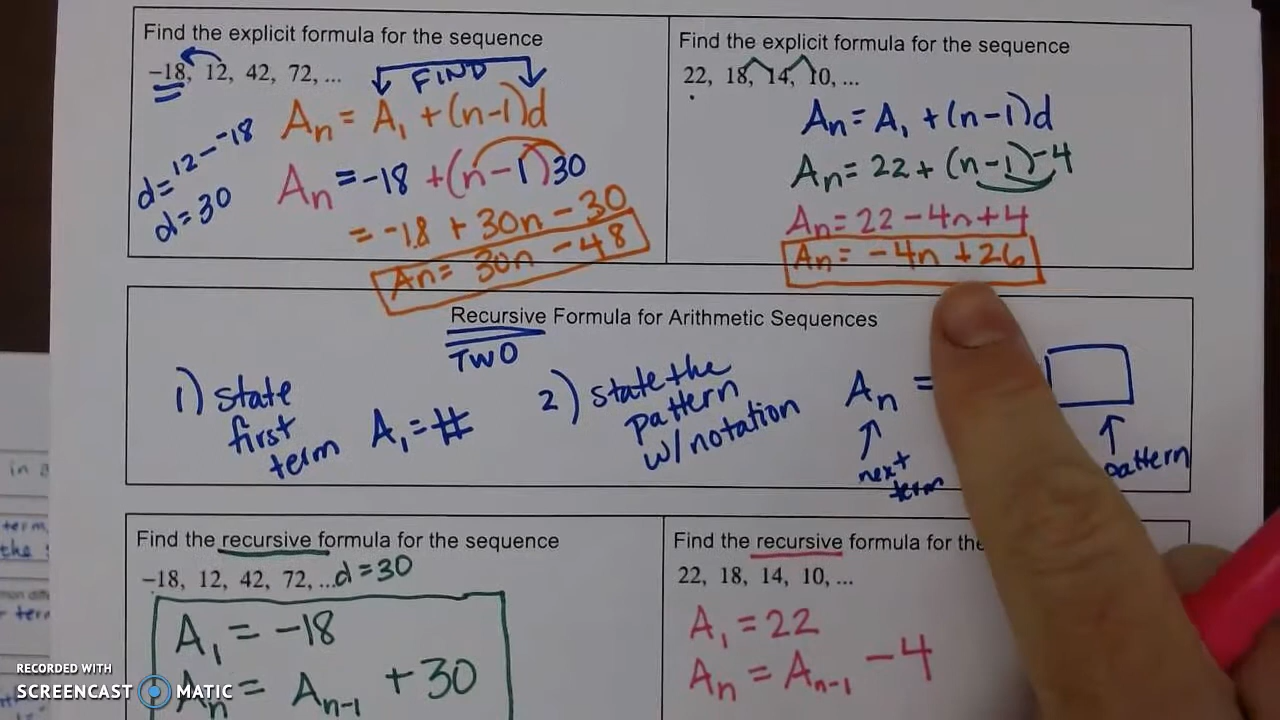 Find the explicit formula for the sequence
-18, 12, 42, 72, ...
FIND
An = A1 + (n-1)d
d = 12 - -18
d = 30
An = -18 + (n-1)30
= -18 + 30n - 30
An = 30n - 48
Find the explicit formula for the sequence
22, 18, 14, 10, ...
An = A1 + (n-1)d
An = 22 + (n-1)-4
An = 22 - 4n + 4
An = -4n + 26
Recursive Formula for Arithmetic Sequences
TWO
1) state
first
term
A1 = #
2) state the
pattern
w/notation
An =
next
term
pattern
Find the recursive formula for the sequence
-18, 12, 42, 72, ... d = 30
A1 = -18
An = An-1 + 30
Find the recursive formula for the
22, 18, 14, 10, ...
A1 = 22
An = An-1 - 4
in a
term,
the
term
RECORDED WITH
SCREENCAST MATIC